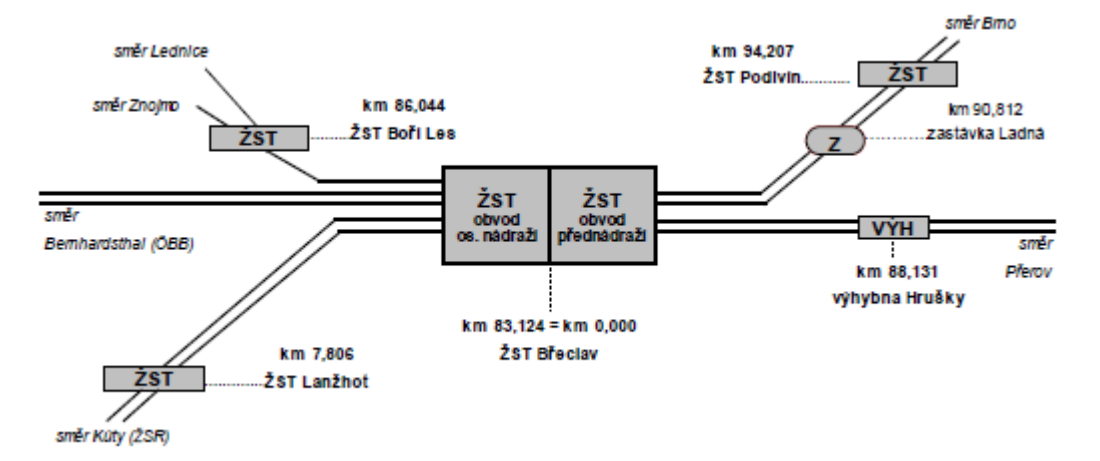 směr Brno
směr Lednice
km 94,207
ŽST Podivín
ŽST
směr Znojmo
km 86,044
ŽST Boří Les
ŽST
km 90,812
zastávka Ladná
Z
ŽST
obvod
os. nádraží
ŽST
obvod
přednádraží
směr
Bernhardsthal (ÖBB)
VÝH
směr
Přerov
km 88,131
výhybna Hrušky
km 83,124 = km 0,000
ŽST Břeclav
km 7,806
ŽST Lanžhot
ŽST
směr Kúty (ŽSR)